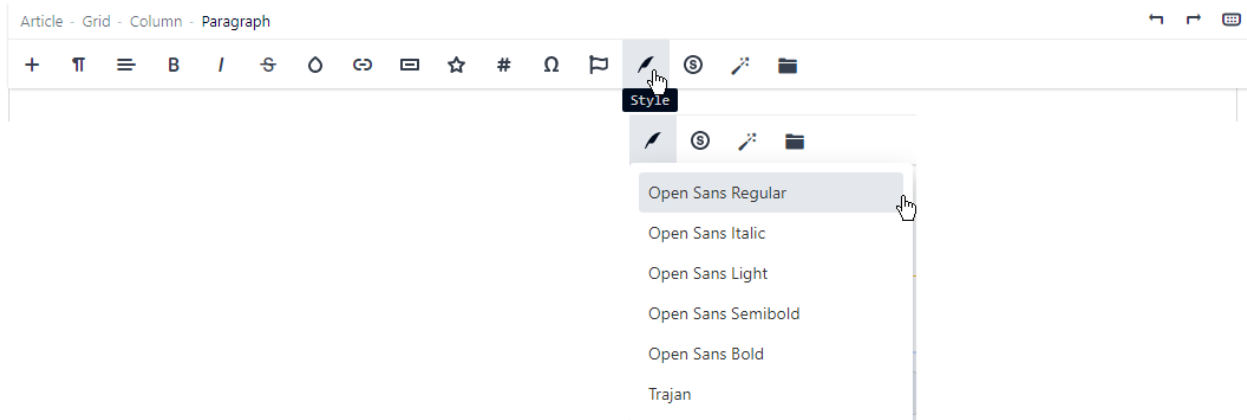 Article - Grid - Column - Paragraph
+ ¶ B I S # Ω S
Style
S
Open Sans Regular
Open Sans Italic
Open Sans Light
Open Sans Semibold
Open Sans Bold
Trajan